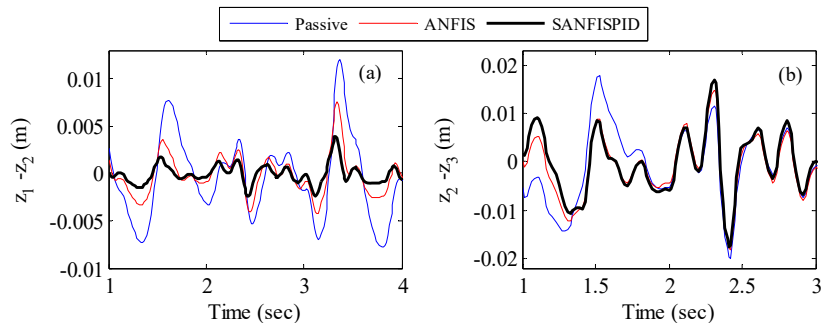 Passive ANFIS SANFISPID
(a)
0.01
0.005
0
-0.005
-0.01
z1 -z2 (m)
1 2 3 4
Time (sec)
(b)
0.02
0.01
0
-0.01
-0.02
z2 -z3 (m)
1 1.5 2 2.5 3
Time (sec)